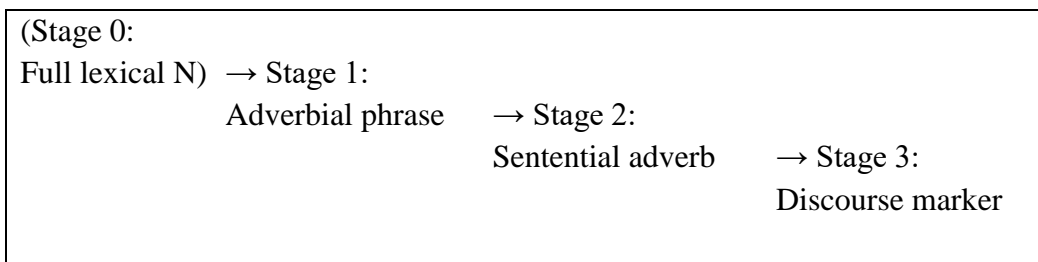 (Stage 0:
Full lexical N) → Stage 1:
Adverbial phrase → Stage 2:
Sentential adverb → Stage 3:
Discourse marker